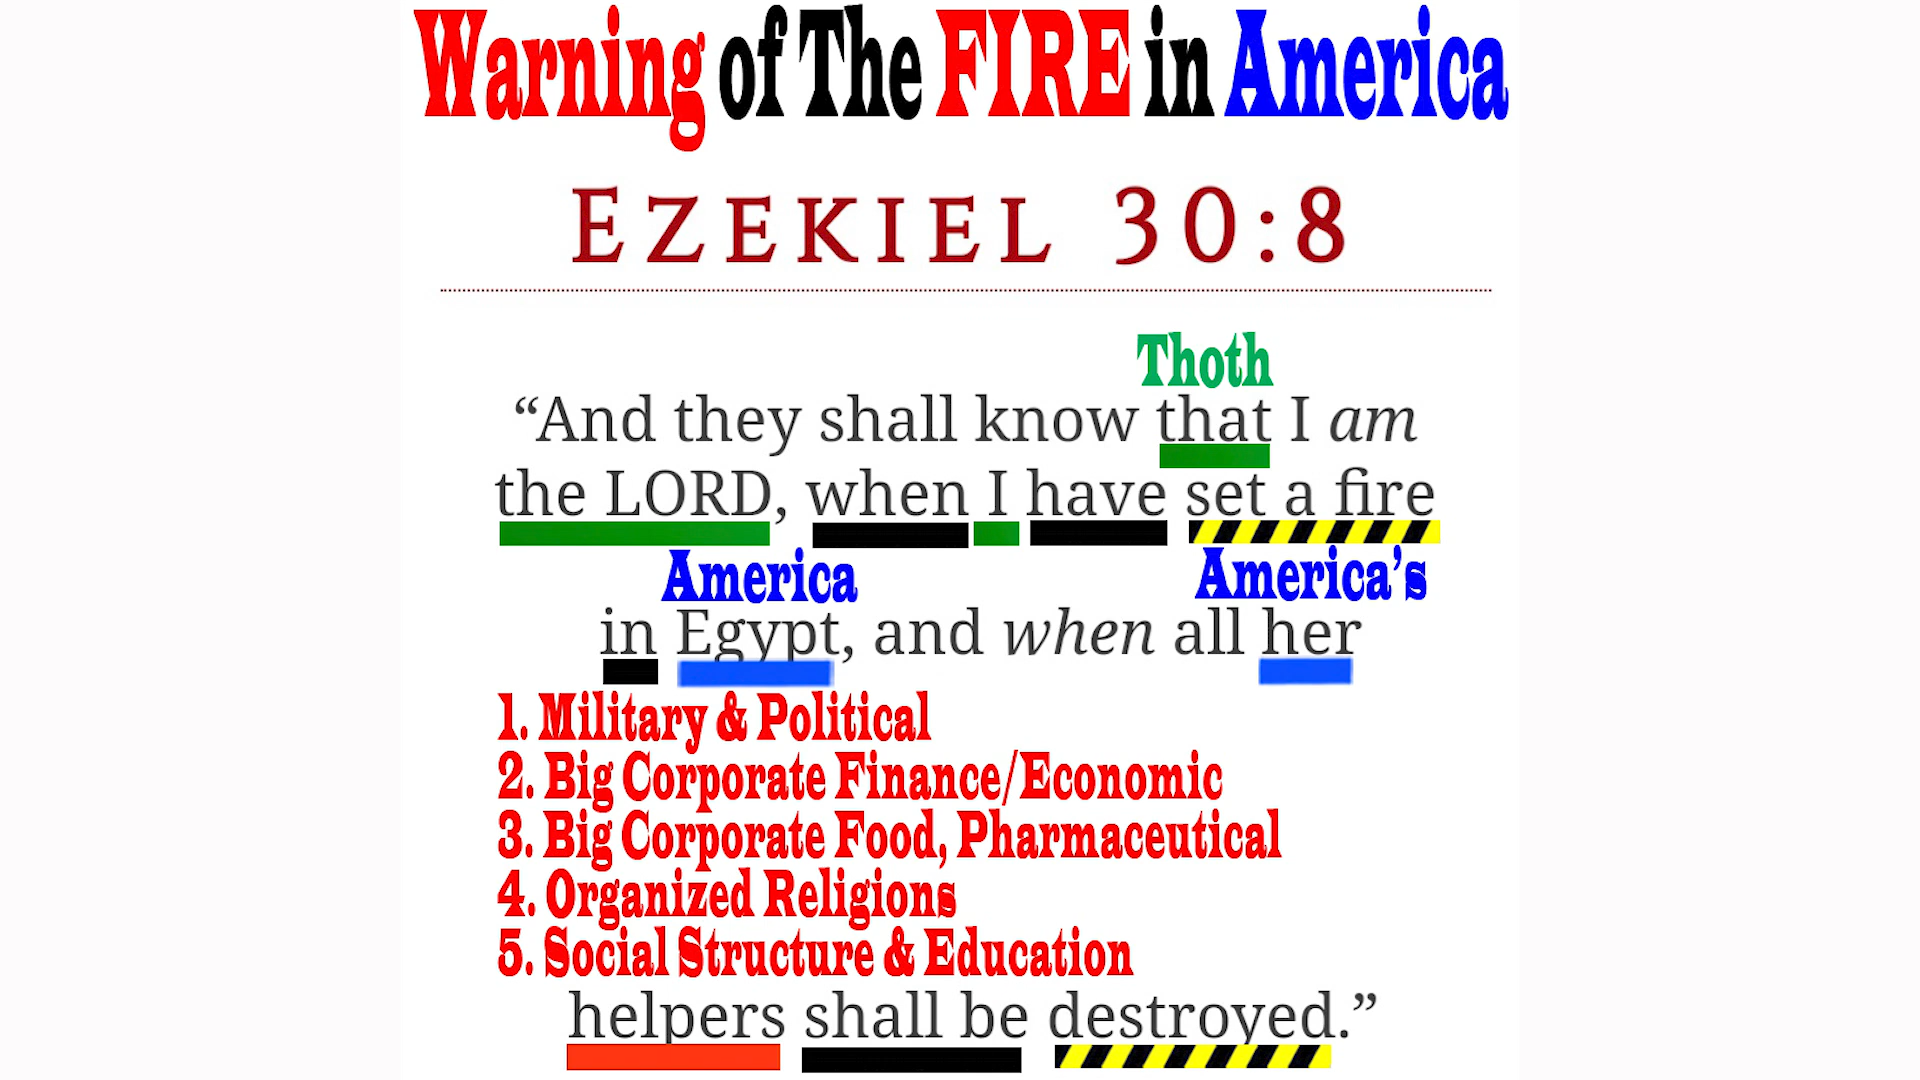 Warning of The FIRE in America
EZEKIEL 30:8
Thoth
“And they shall know that I am
the LORD, when I have set a fire
America America’s
in Egypt, and when all her
1. Military & Political
2. Big Corporate Finance/Economic
3. Big Corporate Food, Pharmaceutical
4. Organized Religions
5. Social Structure & Education
helpers shall be destroyed.”